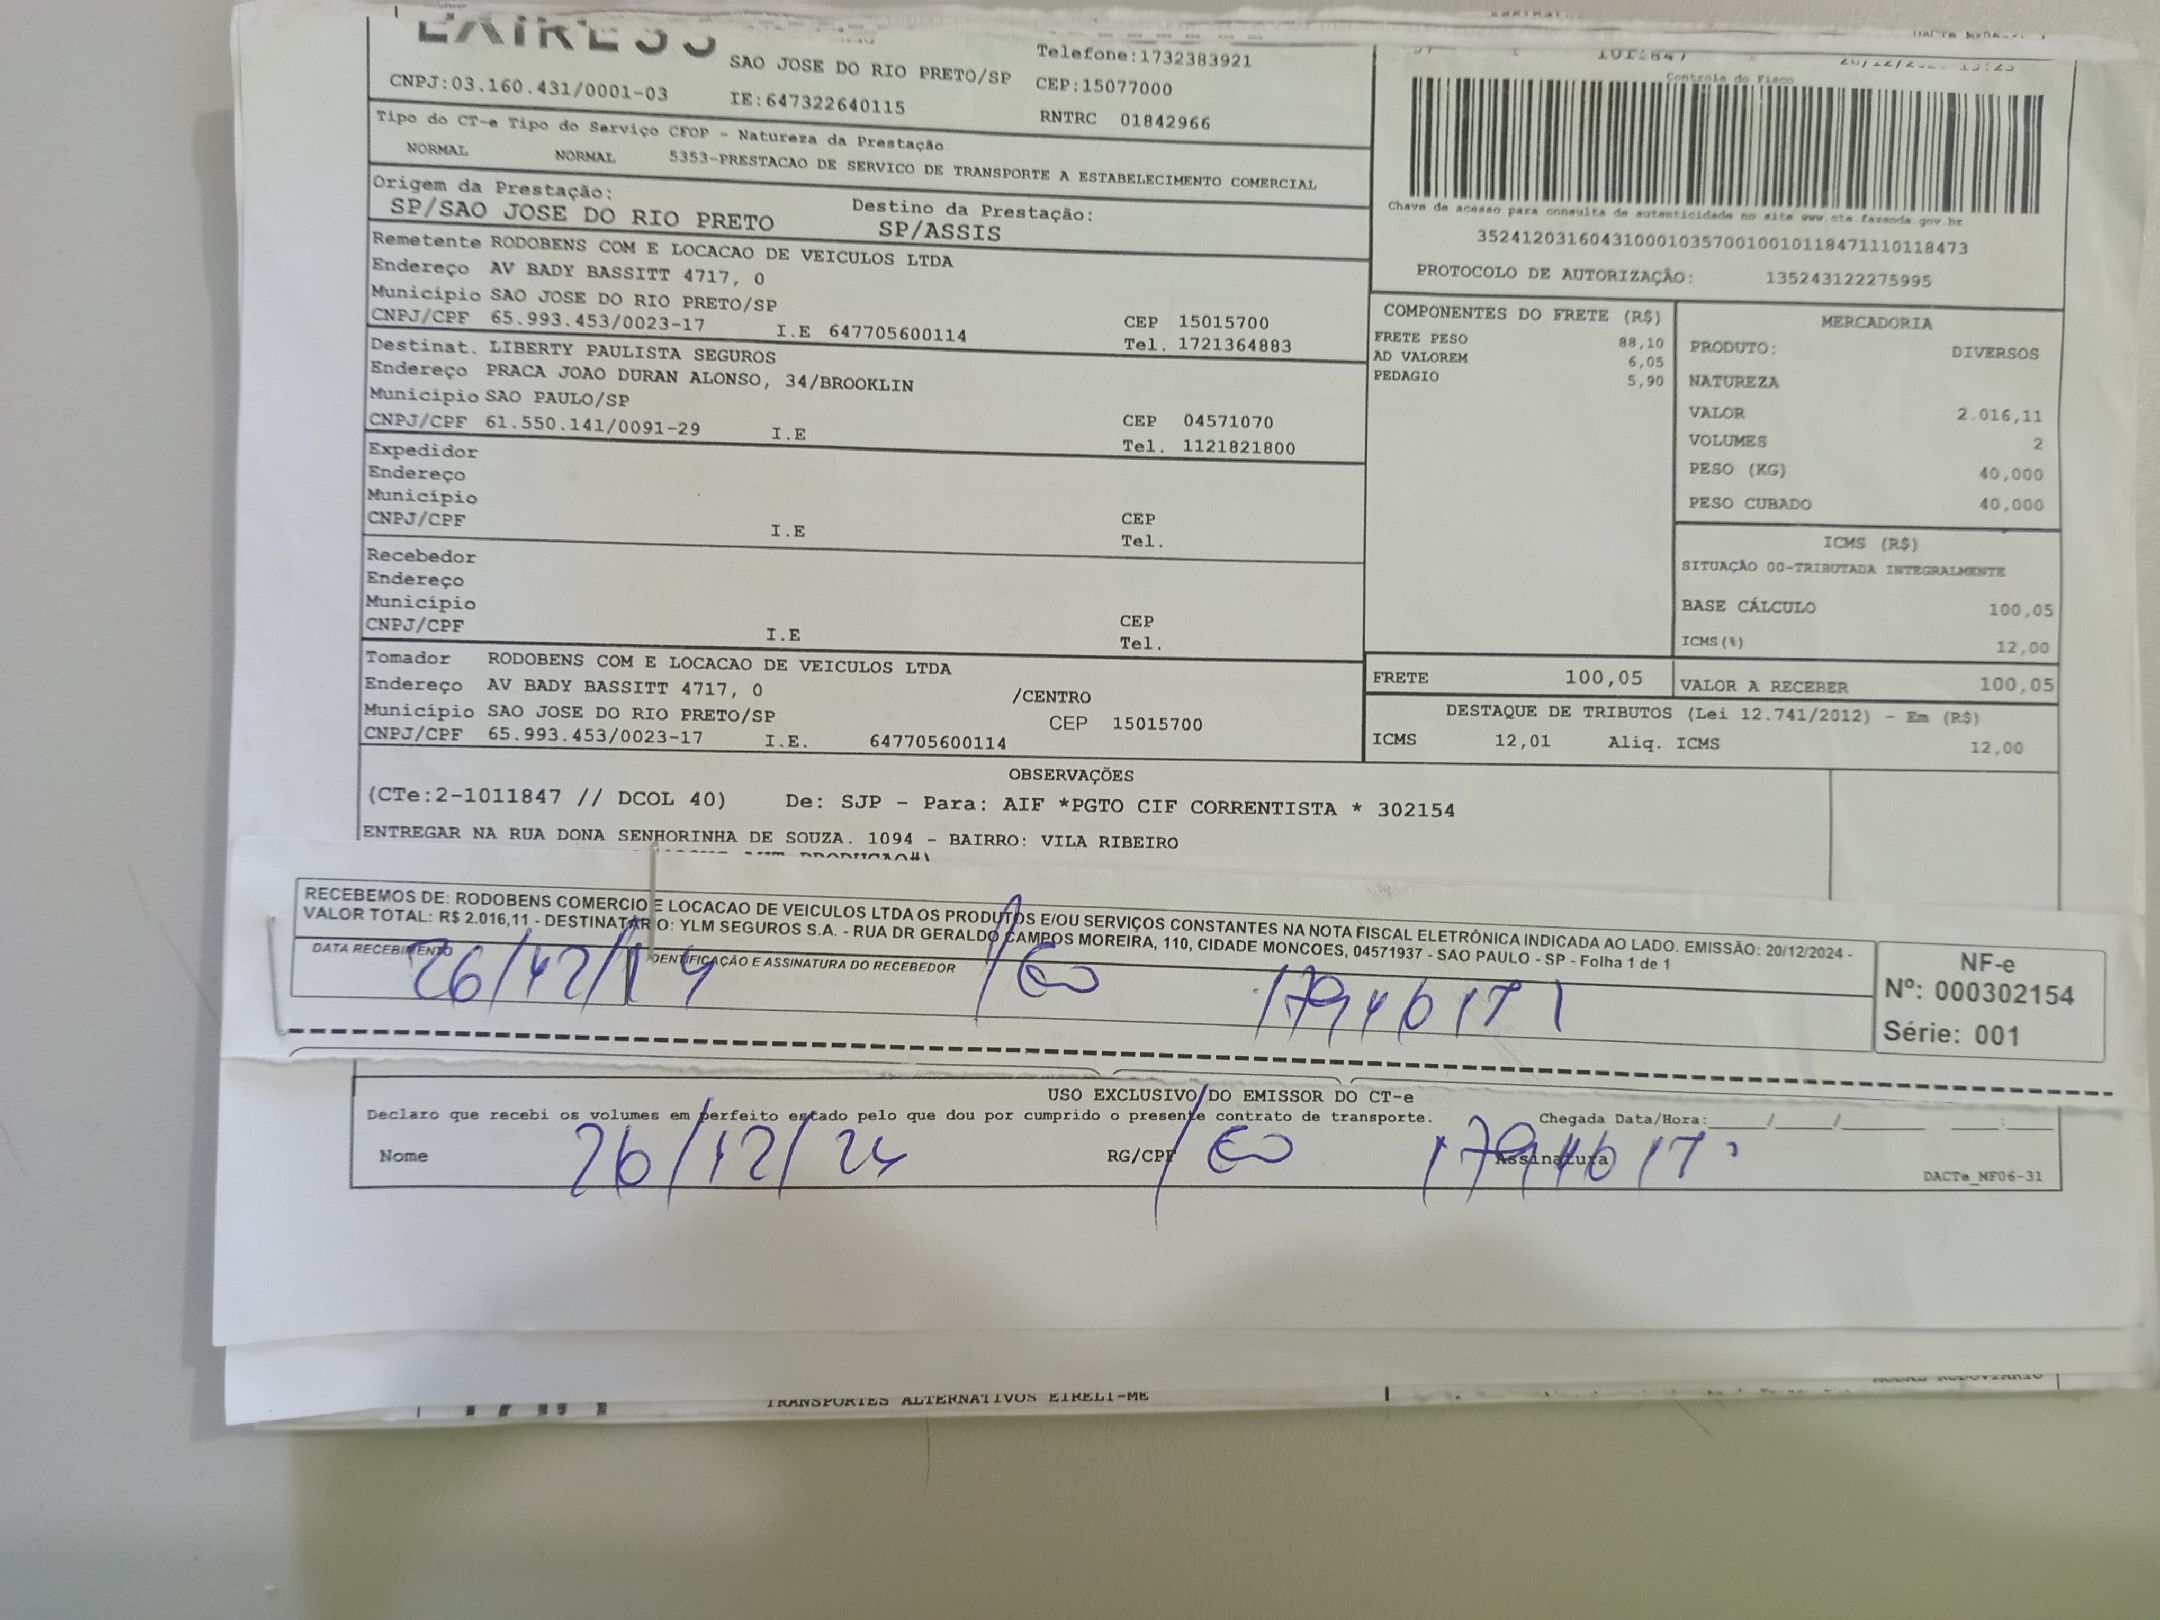 EXPRESS
SAO JOSE DO RIO PRETO/SP
Telefone:1732383921
CNPJ:03.160.431/0001-03
IE:647322640115
CEP:15077000
RNTRC 01842966
1011847
Controle do Fisco
Tipo do CT-e Tipo do Serviço CFOP - Natureza da Prestação
NORMAL NORMAL 5353-PRESTACAO DE SERVICO DE TRANSPORTE A ESTABELECIMENTO COMERCIAL
Origem da Prestação:
SP/SAO JOSE DO RIO PRETO
Destino da Prestação:
SP/ASSIS
Chave de acesso para consulta de autenticidade no site www.cte.fazenda.gov.br
35241203160431000103570010010118471110118473
PROTOCOLO DE AUTORIZAÇÃO: 135243122275995
Remetente RODOBENS COM E LOCACAO DE VEICULOS LTDA
Endereço AV BADY BASSITT 4717, 0
Município SAO JOSE DO RIO PRETO/SP
CEP 15015700
CNPJ/CPF 65.993.453/0023-17 I.E 647705600114
Tel. 1721364883
Destinat. LIBERTY PAULISTA SEGUROS
Endereço PRACA JOAO DURAN ALONSO, 34/BROOKLIN
Município SAO PAULO/SP
CEP 04571070
CNPJ/CPF 61.550.141/0091-29 I.E
Tel. 1121821800
Expedidor
Endereço
Município
CEP
CNPJ/CPF I.E
Tel.
Recebedor
Endereço
Município
CEP
CNPJ/CPF I.E
Tel.
Tomador RODOBENS COM E LOCACAO DE VEICULOS LTDA
Endereço AV BADY BASSITT 4717, 0 /CENTRO
Município SAO JOSE DO RIO PRETO/SP CEP 15015700
CNPJ/CPF 65.993.453/0023-17 I.E. 647705600114
COMPONENTES DO FRETE (R$)
FRETE PESO 88,10
AD VALOREM 6,05
PEDAGIO 5,90
MERCADORIA
PRODUTO: DIVERSOS
NATUREZA
VALOR 2.016,11
VOLUMES 2
PESO (KG) 40,000
PESO CUBADO 40,000
ICMS (R$)
SITUAÇÃO 00-TRIBUTADA INTEGRALMENTE
BASE CÁLCULO 100,05
ICMS(%) 12,00
FRETE 100,05
VALOR A RECEBER 100,05
DESTAQUE DE TRIBUTOS (Lei 12.741/2012) - Em (R$)
ICMS 12,01 Aliq. ICMS 12,00
OBSERVAÇÕES
(CTe:2-1011847 // DCOL 40) De: SJP - Para: AIF *PGTO CIF CORRENTISTA * 302154
ENTREGAR NA RUA DONA SENHORINHA DE SOUZA. 1094 - BAIRRO: VILA RIBEIRO
RECEBEMOS DE: RODOBENS COMERCIO E LOCACAO DE VEICULOS LTDA OS PRODUTOS E/OU SERVIÇOS CONSTANTES NA NOTA FISCAL ELETRÔNICA INDICADA AO LADO. EMISSÃO: 20/12/2024 -
VALOR TOTAL: R$ 2.016,11 - DESTINATÁRIO: YLM SEGUROS S.A. - RUA DR GERALDO CAMPOS MOREIRA, 110, CIDADE MONCOES, 04571937 - SAO PAULO - SP - Folha 1 de 1
DATA RECEBIMENTO
IDENTIFICAÇÃO E ASSINATURA DO RECEBEDOR
26/12/24
NF-e
Nº: 000302154
Série: 001
USO EXCLUSIVO DO EMISSOR DO CT-e
Declaro que recebi os volumes em perfeito estado pelo que dou por cumprido o presente contrato de transporte.
Chegada Data/Hora:____/____/______ ___:___
Nome 26/12/24 RG/CPF Assinatura
DACTe_MF06-31
TRANSPORTES ALTERNATIVOS EIRELI-ME